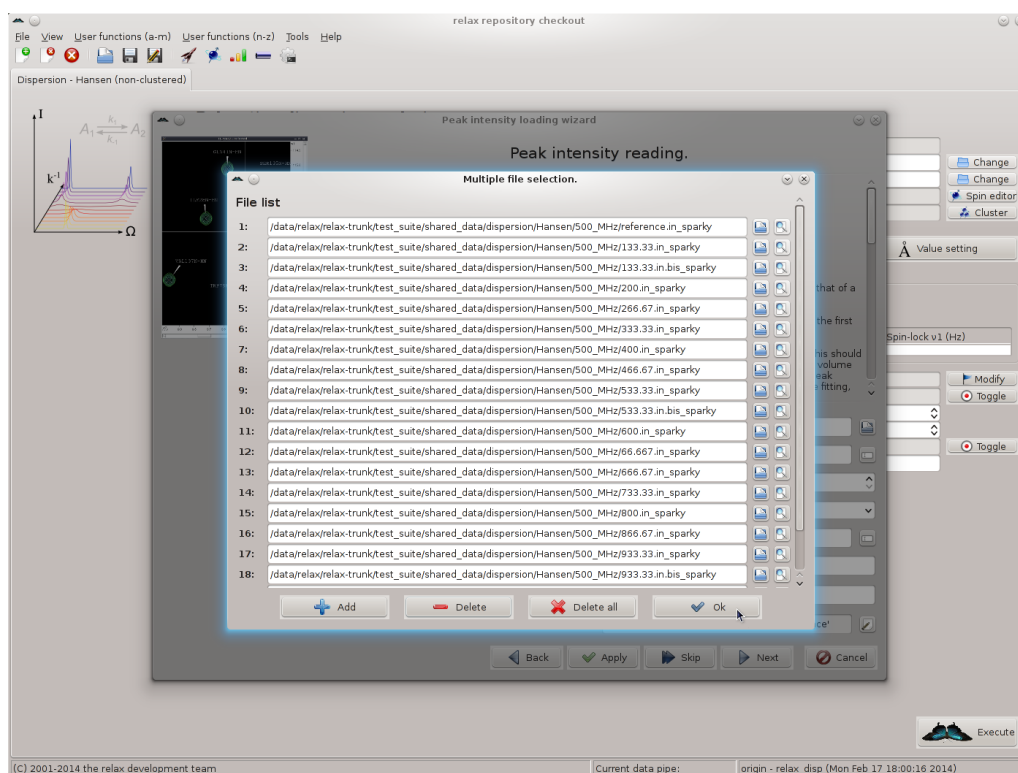 relax repository checkout
File View User functions (a-m) User functions (n-z) Tools Help
Dispersion - Hansen (non-clustered)
I
A1 k1 k-1 A2
k-1
Ω
Peak intensity loading wizard
Peak intensity reading.
Multiple file selection.
File list
1: /data/relax/relax-trunk/test_suite/shared_data/dispersion/Hansen/500_MHz/reference.in_sparky
2: /data/relax/relax-trunk/test_suite/shared_data/dispersion/Hansen/500_MHz/133.33.in_sparky
3: /data/relax/relax-trunk/test_suite/shared_data/dispersion/Hansen/500_MHz/133.33.in.bis_sparky
4: /data/relax/relax-trunk/test_suite/shared_data/dispersion/Hansen/500_MHz/200.in_sparky
5: /data/relax/relax-trunk/test_suite/shared_data/dispersion/Hansen/500_MHz/266.67.in_sparky
6: /data/relax/relax-trunk/test_suite/shared_data/dispersion/Hansen/500_MHz/333.33.in_sparky
7: /data/relax/relax-trunk/test_suite/shared_data/dispersion/Hansen/500_MHz/400.in_sparky
8: /data/relax/relax-trunk/test_suite/shared_data/dispersion/Hansen/500_MHz/466.67.in_sparky
9: /data/relax/relax-trunk/test_suite/shared_data/dispersion/Hansen/500_MHz/533.33.in_sparky
10: /data/relax/relax-trunk/test_suite/shared_data/dispersion/Hansen/500_MHz/533.33.in.bis_sparky
11: /data/relax/relax-trunk/test_suite/shared_data/dispersion/Hansen/500_MHz/600.in_sparky
12: /data/relax/relax-trunk/test_suite/shared_data/dispersion/Hansen/500_MHz/66.667.in_sparky
13: /data/relax/relax-trunk/test_suite/shared_data/dispersion/Hansen/500_MHz/666.67.in_sparky
14: /data/relax/relax-trunk/test_suite/shared_data/dispersion/Hansen/500_MHz/733.33.in_sparky
15: /data/relax/relax-trunk/test_suite/shared_data/dispersion/Hansen/500_MHz/800.in_sparky
16: /data/relax/relax-trunk/test_suite/shared_data/dispersion/Hansen/500_MHz/866.67.in_sparky
17: /data/relax/relax-trunk/test_suite/shared_data/dispersion/Hansen/500_MHz/933.33.in_sparky
18: /data/relax/relax-trunk/test_suite/shared_data/dispersion/Hansen/500_MHz/933.33.in.bis_sparky
Add Delete Delete all Ok
that of a
the first
his should
volume
eak
fitting,
ce'
Back Apply Skip Next Cancel
Change
Change
Spin editor
Cluster
Å Value setting
Spin-lock ν1 (Hz)
Modify
Toggle
Toggle
Execute
(C) 2001-2014 the relax development team Current data pipe: origin - relax_disp (Mon Feb 17 18:00:16 2014)